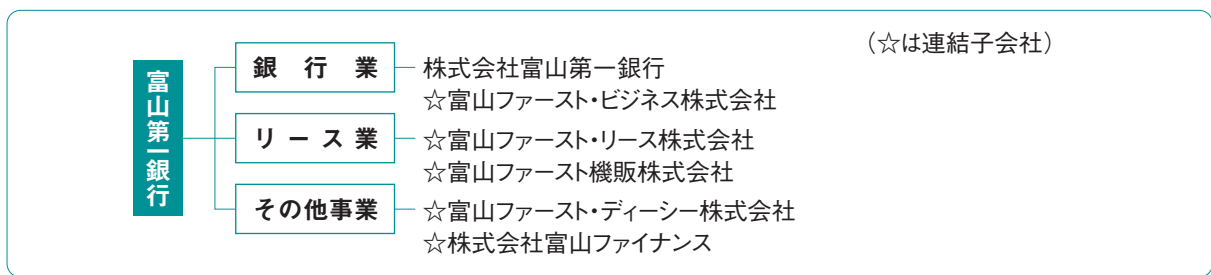 (☆は連結子会社)
富山第一銀行
銀行業
株式会社富山第一銀行
☆富山ファースト・ビジネス株式会社
リース業
☆富山ファースト・リース株式会社
☆富山ファースト機販株式会社
その他事業
☆富山ファースト・ディーシー株式会社
☆株式会社富山ファイナンス